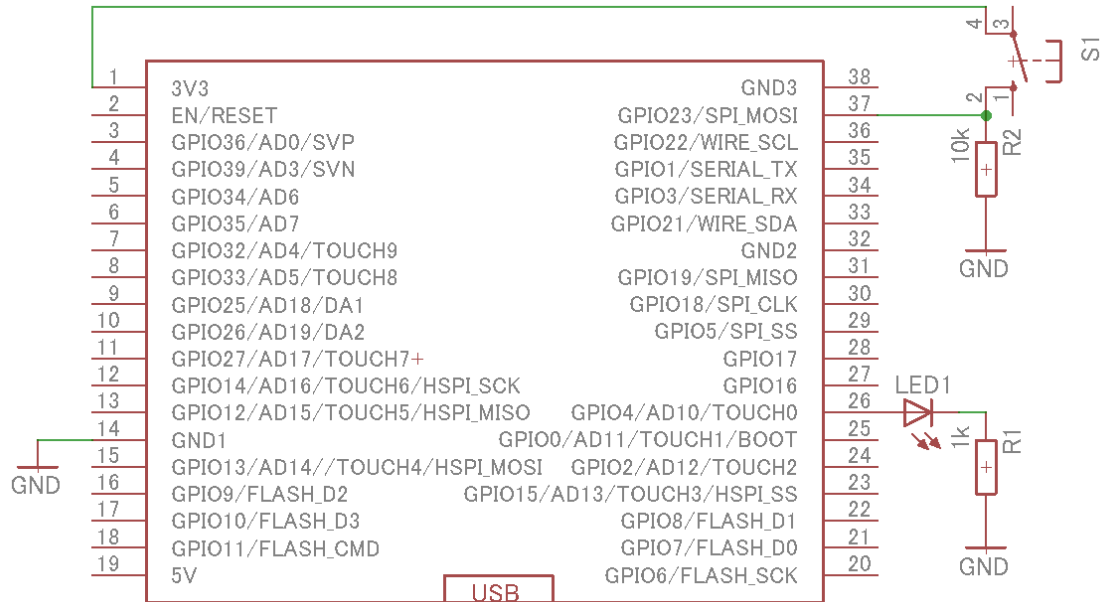 4 3
S1
1 3V3
2 EN/RESET
3 GPIO36/AD0/SVP
4 GPIO39/AD3/SVN
5 GPIO34/AD6
6 GPIO35/AD7
7 GPIO32/AD4/TOUCH9
8 GPIO33/AD5/TOUCH8
9 GPIO25/AD18/DA1
10 GPIO26/AD19/DA2
11 GPIO27/AD17/TOUCH7
12 GPIO14/AD16/TOUCH6/HSPI_SCK
13 GPIO12/AD15/TOUCH5/HSPI_MISO
14 GND1
15 GPIO13/AD14//TOUCH4/HSPI_MOSI
16 GPIO9/FLASH_D2
17 GPIO10/FLASH_D3
18 GPIO11/FLASH_CMD
19 5V
GND
USB
GND3 38
GPIO23/SPI_MOSI 37
GPIO22/WIRE_SCL 36
GPIO1/SERIAL_TX 35
GPIO3/SERIAL_RX 34
GPIO21/WIRE_SDA 33
GND2 32
GPIO19/SPI_MISO 31
GPIO18/SPI_CLK 30
GPIO5/SPI_SS 29
GPIO17 28
GPIO16 27
GPIO4/AD10/TOUCH0 26
GPIO0/AD11/TOUCH1/BOOT 25
GPIO2/AD12/TOUCH2 24
GPIO15/AD13/TOUCH3/HSPI_SS 23
GPIO8/FLASH_D1 22
GPIO7/FLASH_D0 21
GPIO6/FLASH_SCK 20
2 1
10k
R2
GND
LED1
1k
R1
GND